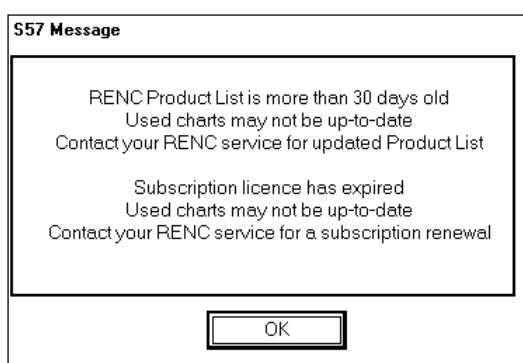 S57 Message
RENC Product List is more than 30 days old
Used charts may not be up-to-date
Contact your RENC service for updated Product List
Subscription licence has expired
Used charts may not be up-to-date
Contact your RENC service for a subscription renewal
OK